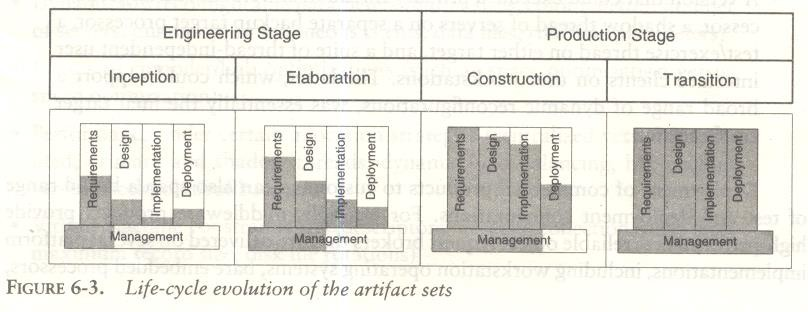 Engineering Stage
Production Stage
Inception
Elaboration
Construction
Transition
Requirements
Design
Implementation
Deployment
Management
Requirements
Design
Implementation
Deployment
Management
Requirements
Design
Implementation
Deployment
Management
Requirements
Design
Implementation
Deployment
Management
FIGURE 6-3. Life-cycle evolution of the artifact sets